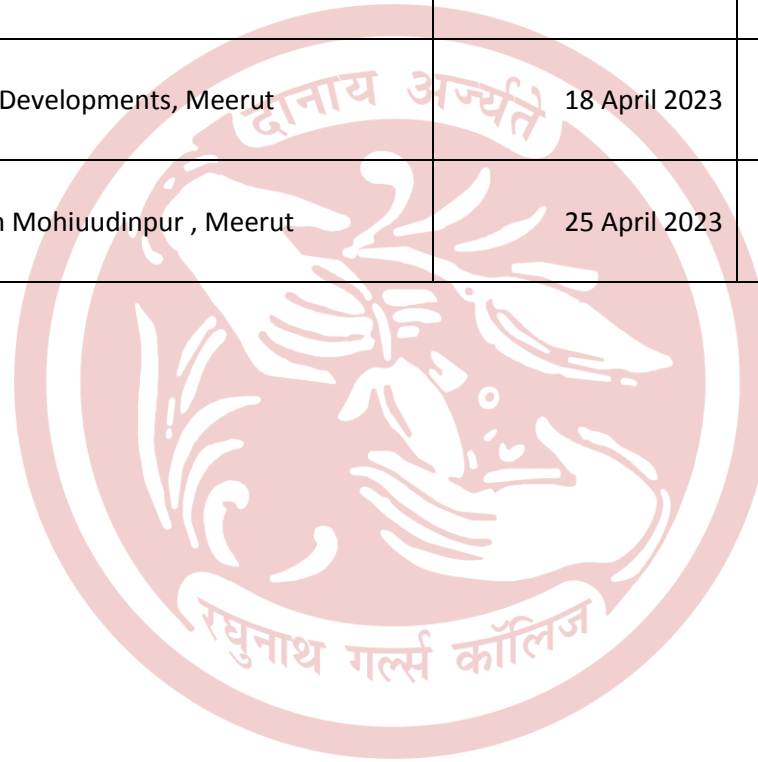 Developments, Meerut 18 April 2023
Mohiuudinpur , Meerut 25 April 2023
दानाय अर्ज्यते
रघुनाथ गर्ल्स कॉलिज